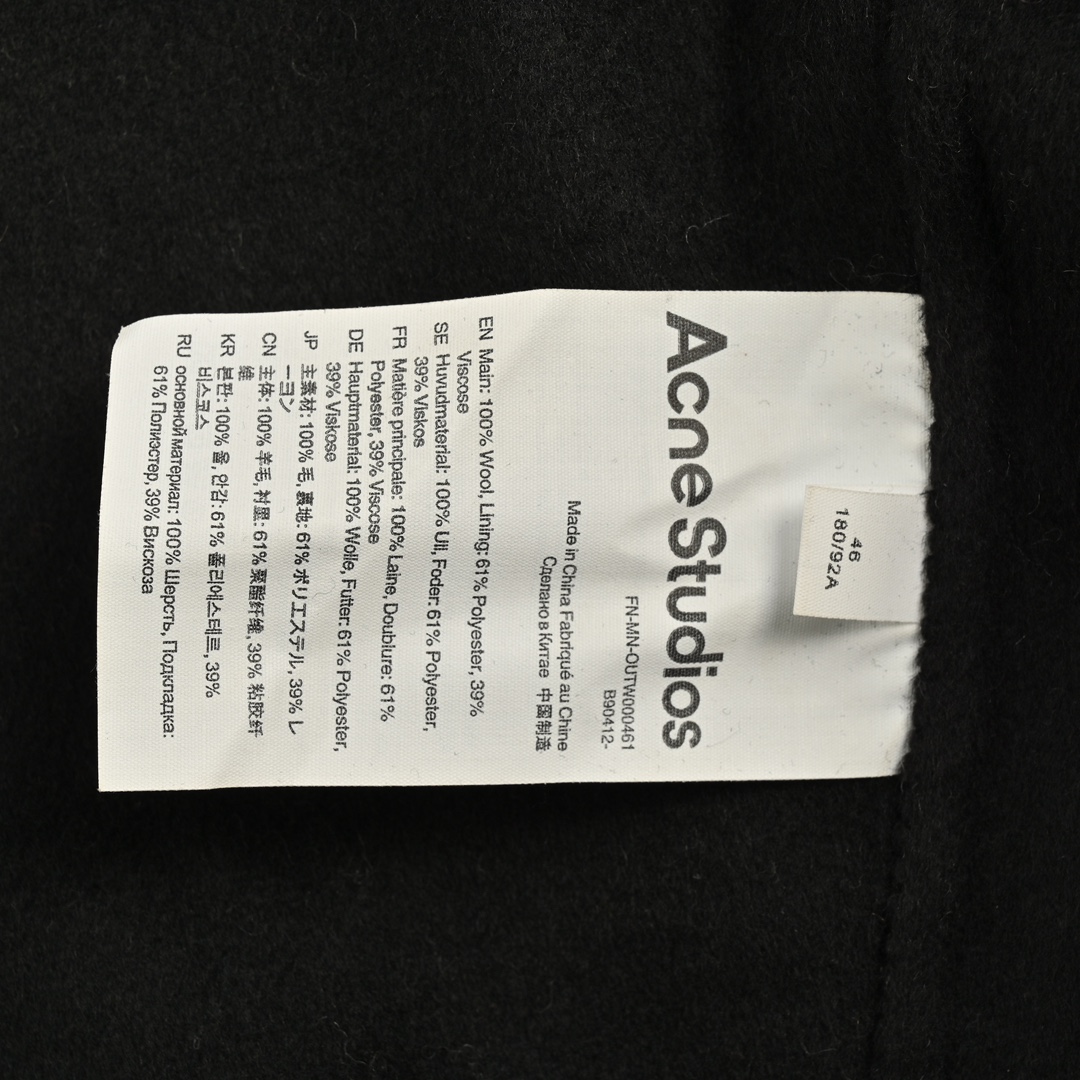 46
180/92A
Acne Studios
FN-MN-OUTW000461
B90412-
Made in China Fabriqué au Chine
Сделано в Китае 中国制造
EN Main: 100% Wool, Lining: 61% Polyester, 39%
Viscose
SE Huvudmaterial: 100% Ull, Foder: 61% Polyester,
39% Viskos
FR Matière principale: 100% Laine, Doublure: 61%
Polyester, 39% Viscose
DE Hauptmaterial: 100% Wolle, Futter: 61% Polyester,
39% Viskose
JP 主素材: 100% 毛, 裏地: 61% ポリエステル, 39% レ
ーヨン
CN 主体: 100% 羊毛, 衬里: 61% 聚酯纤维, 39% 粘胶纤
维
KR 본판: 100% 울, 안감: 61% 폴리에스테르, 39%
비스코스
RU основной материал: 100% Шерсть, Подкладка:
61% Полиэстер, 39% Вискоза